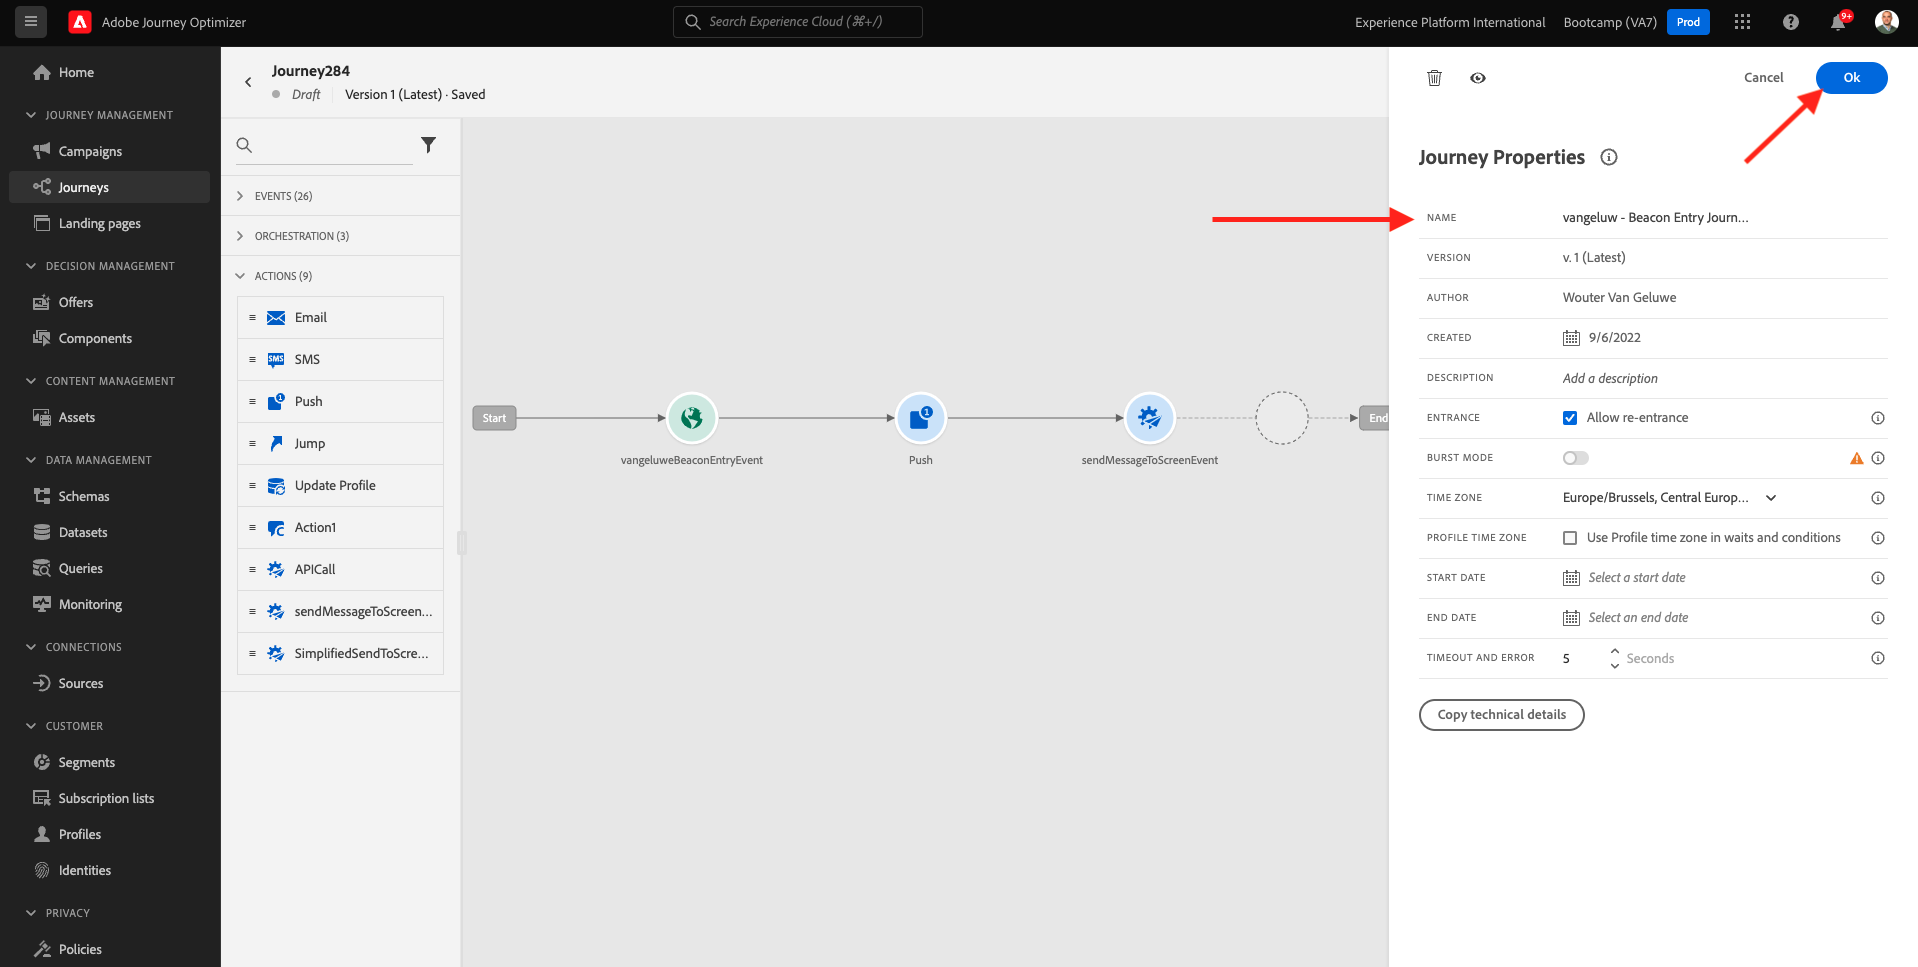 Adobe Journey Optimizer
Search Experience Cloud (⌘+/)
Experience Platform International
Bootcamp (VA7)
Prod
9+
Home
JOURNEY MANAGEMENT
Campaigns
Journeys
Landing pages
DECISION MANAGEMENT
Offers
Components
CONTENT MANAGEMENT
Assets
DATA MANAGEMENT
Schemas
Datasets
Queries
Monitoring
CONNECTIONS
Sources
CUSTOMER
Segments
Subscription lists
Profiles
Identities
PRIVACY
Policies
Journey284
Draft
Version 1 (Latest) · Saved
EVENTS (26)
ORCHESTRATION (3)
ACTIONS (9)
Email
SMS
SMS
Push
Jump
Update Profile
Action1
APICall
sendMessageToScreen...
SimplifiedSendToScre...
Start
vangeluweBeaconEntryEvent
1
Push
sendMessageToScreenEvent
End
Cancel
Ok
Journey Properties
NAME vangeluw - Beacon Entry Journ...
VERSION v. 1 (Latest)
AUTHOR Wouter Van Geluwe
CREATED 9/6/2022
DESCRIPTION Add a description
ENTRANCE Allow re-entrance
BURST MODE
TIME ZONE Europe/Brussels, Central Europ...
PROFILE TIME ZONE Use Profile time zone in waits and conditions
START DATE Select a start date
END DATE Select an end date
TIMEOUT AND ERROR 5 Seconds
Copy technical details